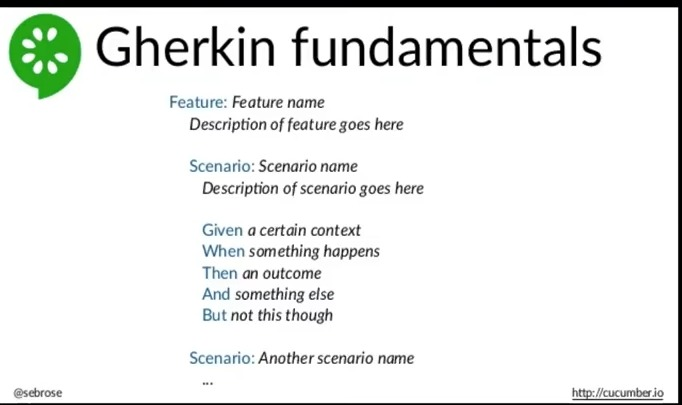 Gherkin fundamentals
Feature: Feature name
Description of feature goes here
Scenario: Scenario name
Description of scenario goes here
Given a certain context
When something happens
Then an outcome
And something else
But not this though
Scenario: Another scenario name
...
@sebrose
http://cucumber.io